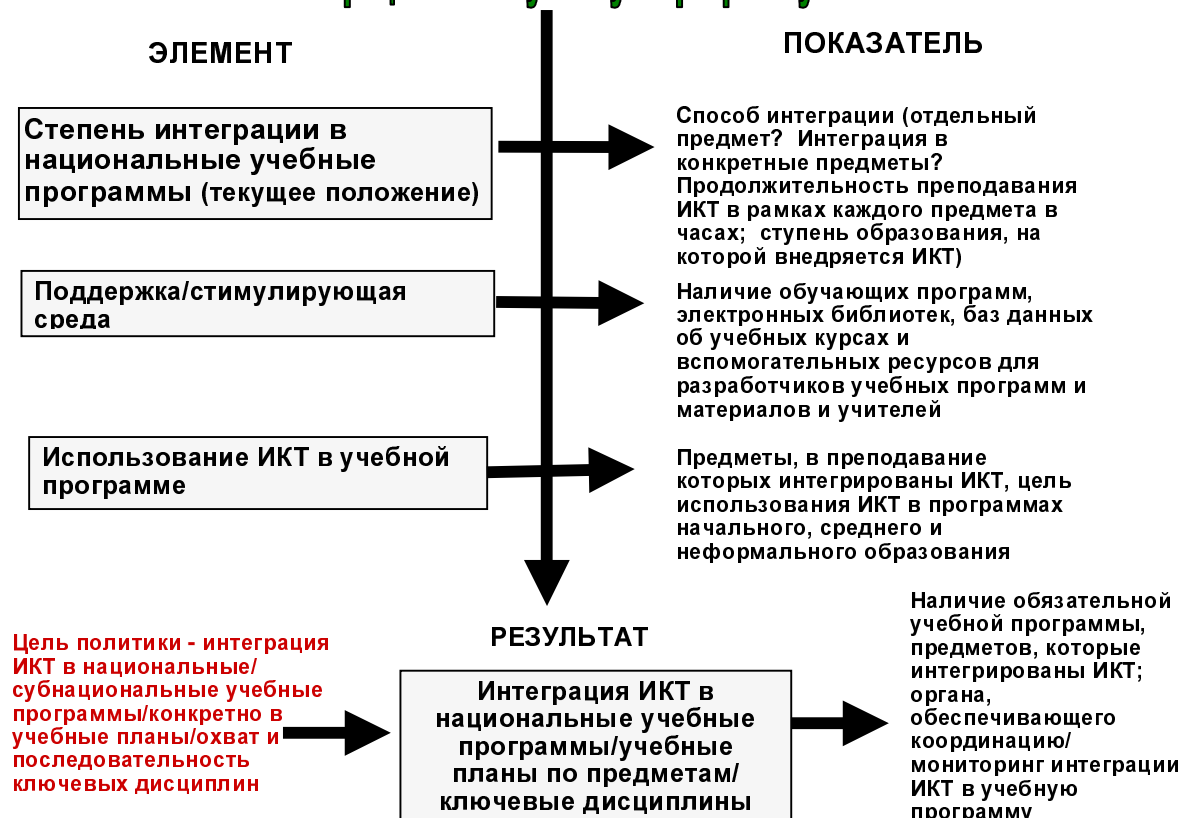 ЭЛЕМЕНТ
ПОКАЗАТЕЛЬ
Степень интеграции в
национальные учебные
программы (текущее положение)
Способ интеграции (отдельный
предмет?  Интеграция в
конкретные предметы?
Продолжительность преподавания
ИКТ в рамках каждого предмета в
часах;  ступень образования, на
которой внедряется ИКТ)
Поддержка/стимулирующая
среда
Наличие обучающих программ,
электронных библиотек, баз данных
об учебных курсах и
вспомогательных ресурсов для
разработчиков учебных программ и
материалов и учителей
Использование ИКТ в учебной
программе
Предметы, в преподавание
которых интегрированы ИКТ, цель
использования ИКТ в программах
начального, среднего и
неформального образования
Цель политики - интеграция
ИКТ в национальные/
субнациональные учебные
программы/конкретно в
учебные планы/охват и
последовательность
ключевых дисциплин
РЕЗУЛЬТАТ
Интеграция ИКТ в
национальные учебные
программы/учебные
планы по предметам/
ключевые дисциплины
Наличие обязательной
учебной программы,
предметов, которые
интегрированы ИКТ;
органа,
обеспечивающего
координацию/
мониторинг интеграции
ИКТ в учебную
программу